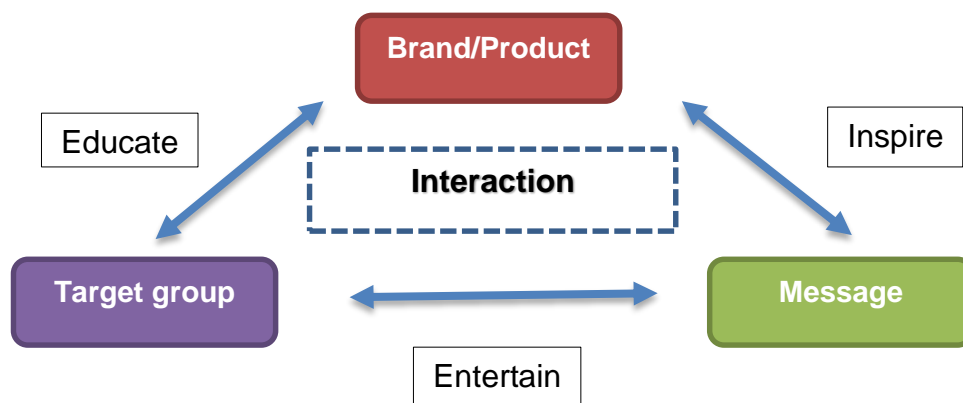 Brand/Product
Educate
Inspire
Interaction
Target group
Message
Entertain